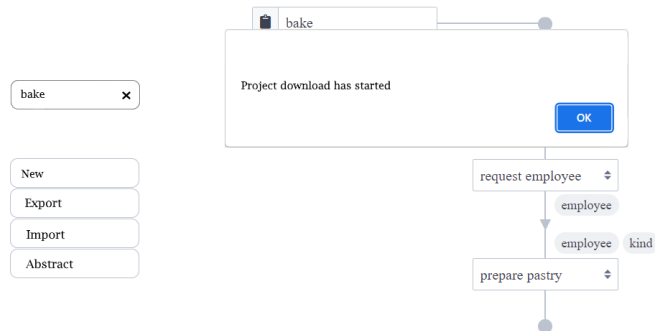 bake
Project download has started
bake
OK
New
request employee
Export
employee
Import
employee kind
Abstract
prepare pastry